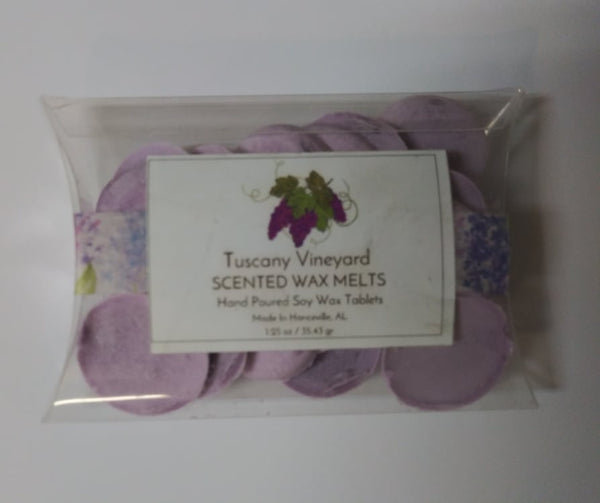 Tuscany Vineyard
SCENTED WAX MELTS
Hand Poured Soy Wax Tablets
Made In Hanceville, AL
1.25 oz / 35.43 gr